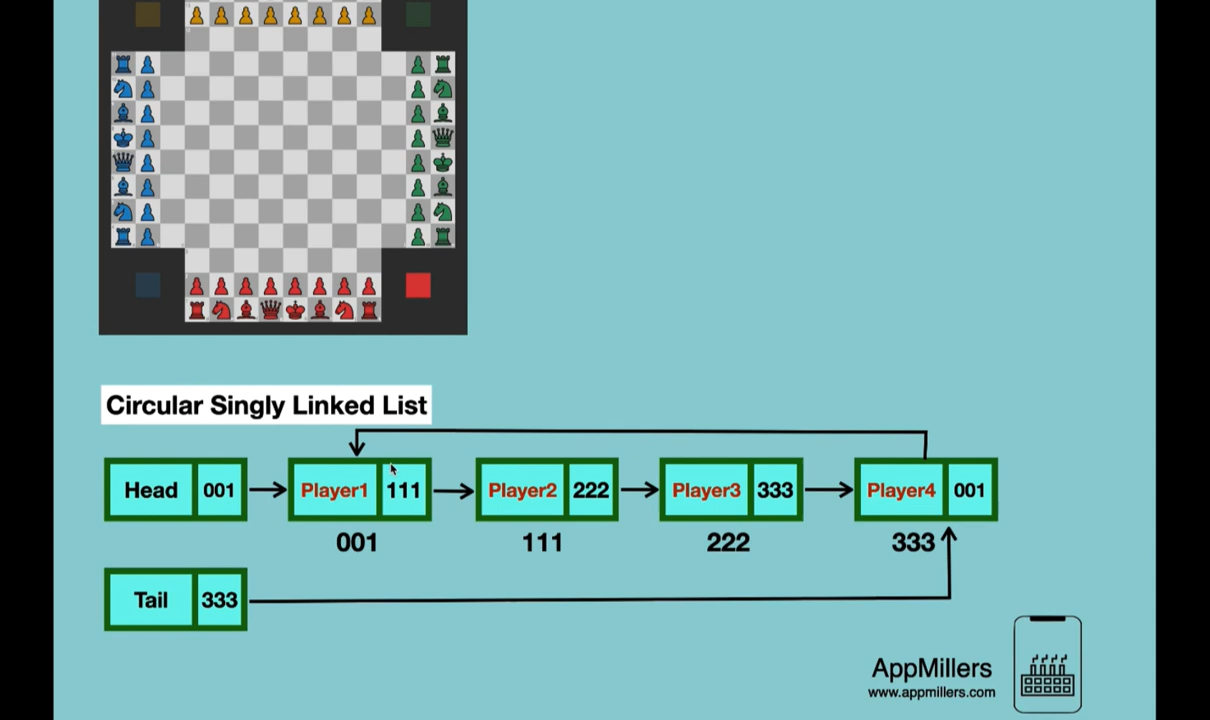 Circular Singly Linked List
Head 001 Player1 111 Player2 222 Player3 333 Player4 001
001 111 222 333
Tail 333
AppMillers
www.appmillers.com